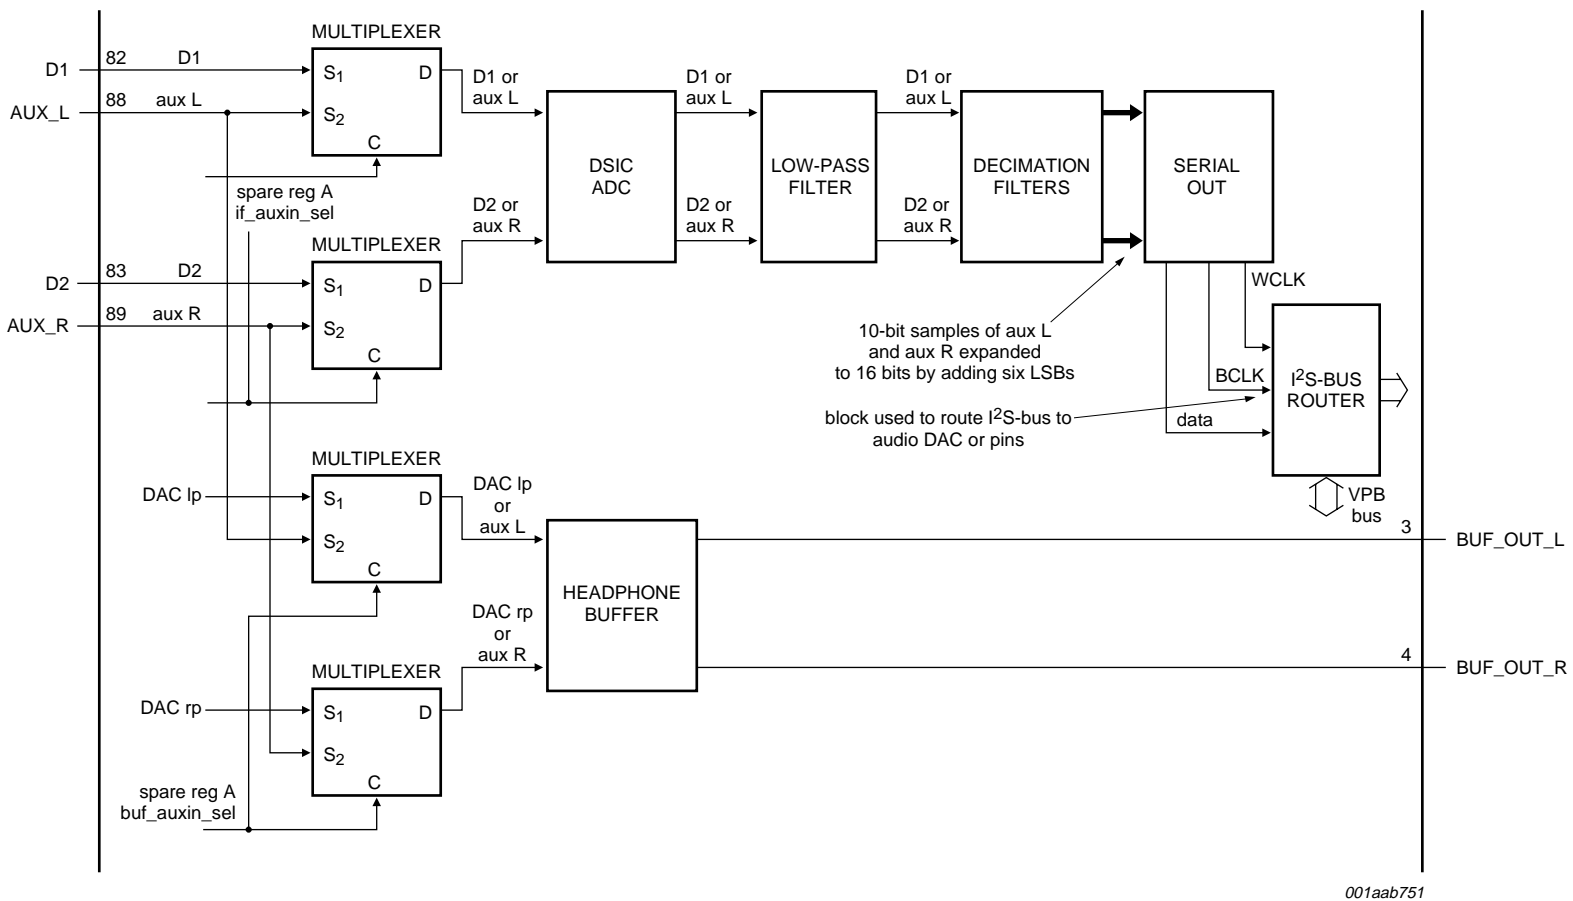 MULTIPLEXER
D1
82
D1
S1
D
D1 or
aux L
D1 or
aux L
D1 or
aux L
AUX_L
88
aux L
S2
C
DSIC
ADC
LOW-PASS
FILTER
DECIMATION
FILTERS
SERIAL
OUT
spare reg A
if_auxin_sel
D2 or
aux R
D2 or
aux R
D2 or
aux R
MULTIPLEXER
D2
83
D2
S1
D
WCLK
AUX_R
89
aux R
S2
C
10-bit samples of aux L
and aux R expanded
to 16 bits by adding six LSBs
BCLK
I2S-BUS
ROUTER
block used to route I2S-bus to
audio DAC or pins
data
MULTIPLEXER
DAC lp
S1
D
DAC lp
or
aux L
VPB
bus
S2
C
3
BUF_OUT_L
HEADPHONE
BUFFER
DAC rp
or
aux R
4
BUF_OUT_R
MULTIPLEXER
DAC rp
S1
D
S2
C
spare reg A
buf_auxin_sel
001aab751